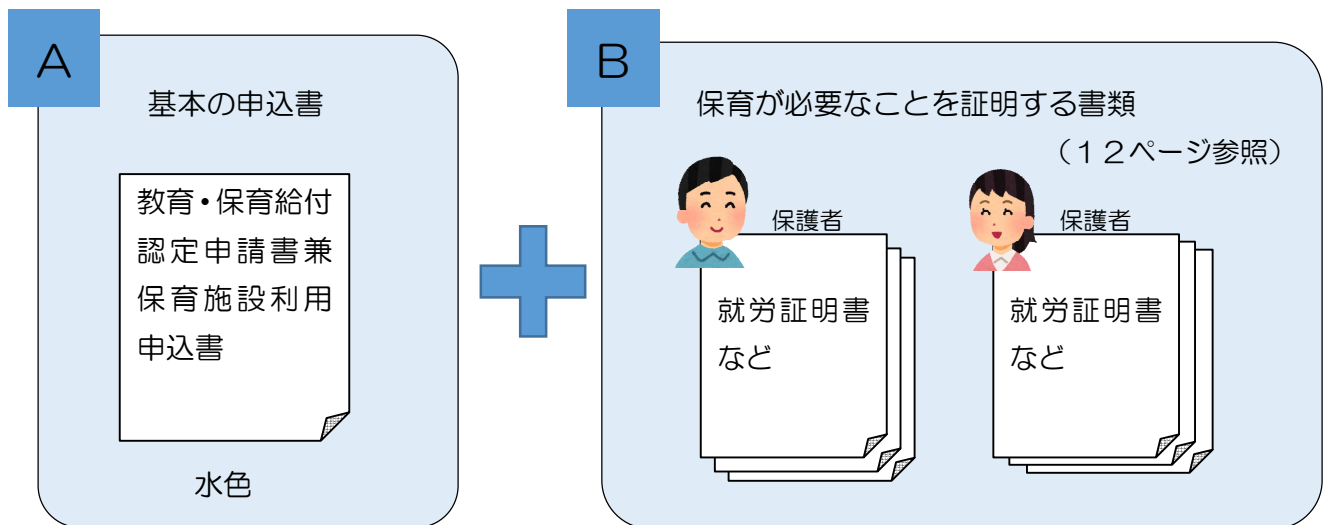 A
基本の申込書
教育・保育給付
認定申請書兼
保育施設利用
申込書
水色
B
保育が必要なことを証明する書類
（１２ページ参照）
保護者
就労証明書
など
保護者
就労証明書
など